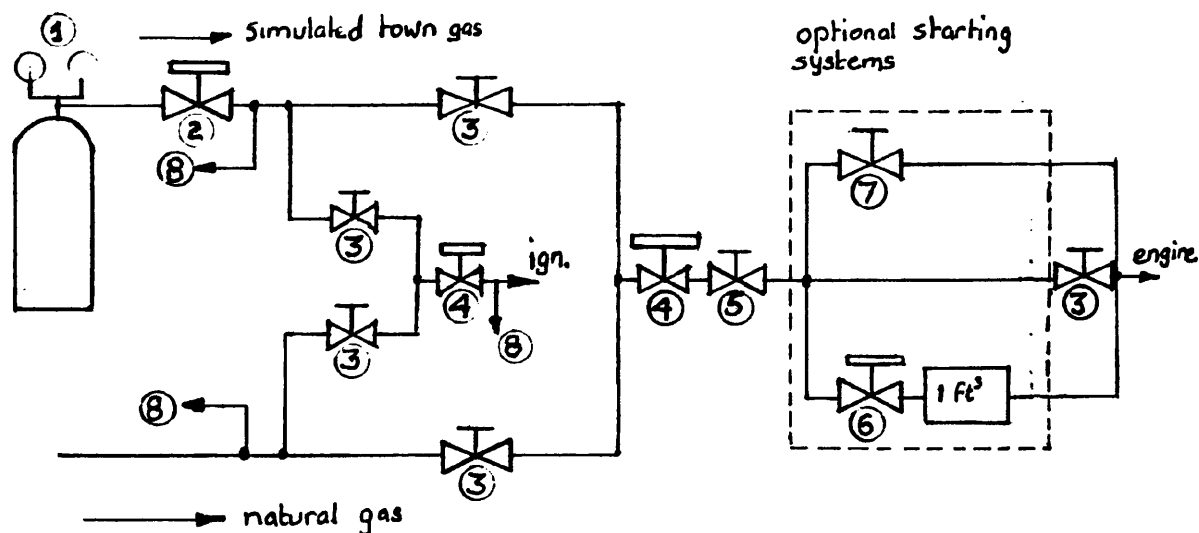 ① simulated town gas
optional starting
systems
② ③
⑧ ⑦
③ ign. engine
④ ④ ⑤ ③
③ ⑧
⑧ 1 ft³
⑥
③
natural gas